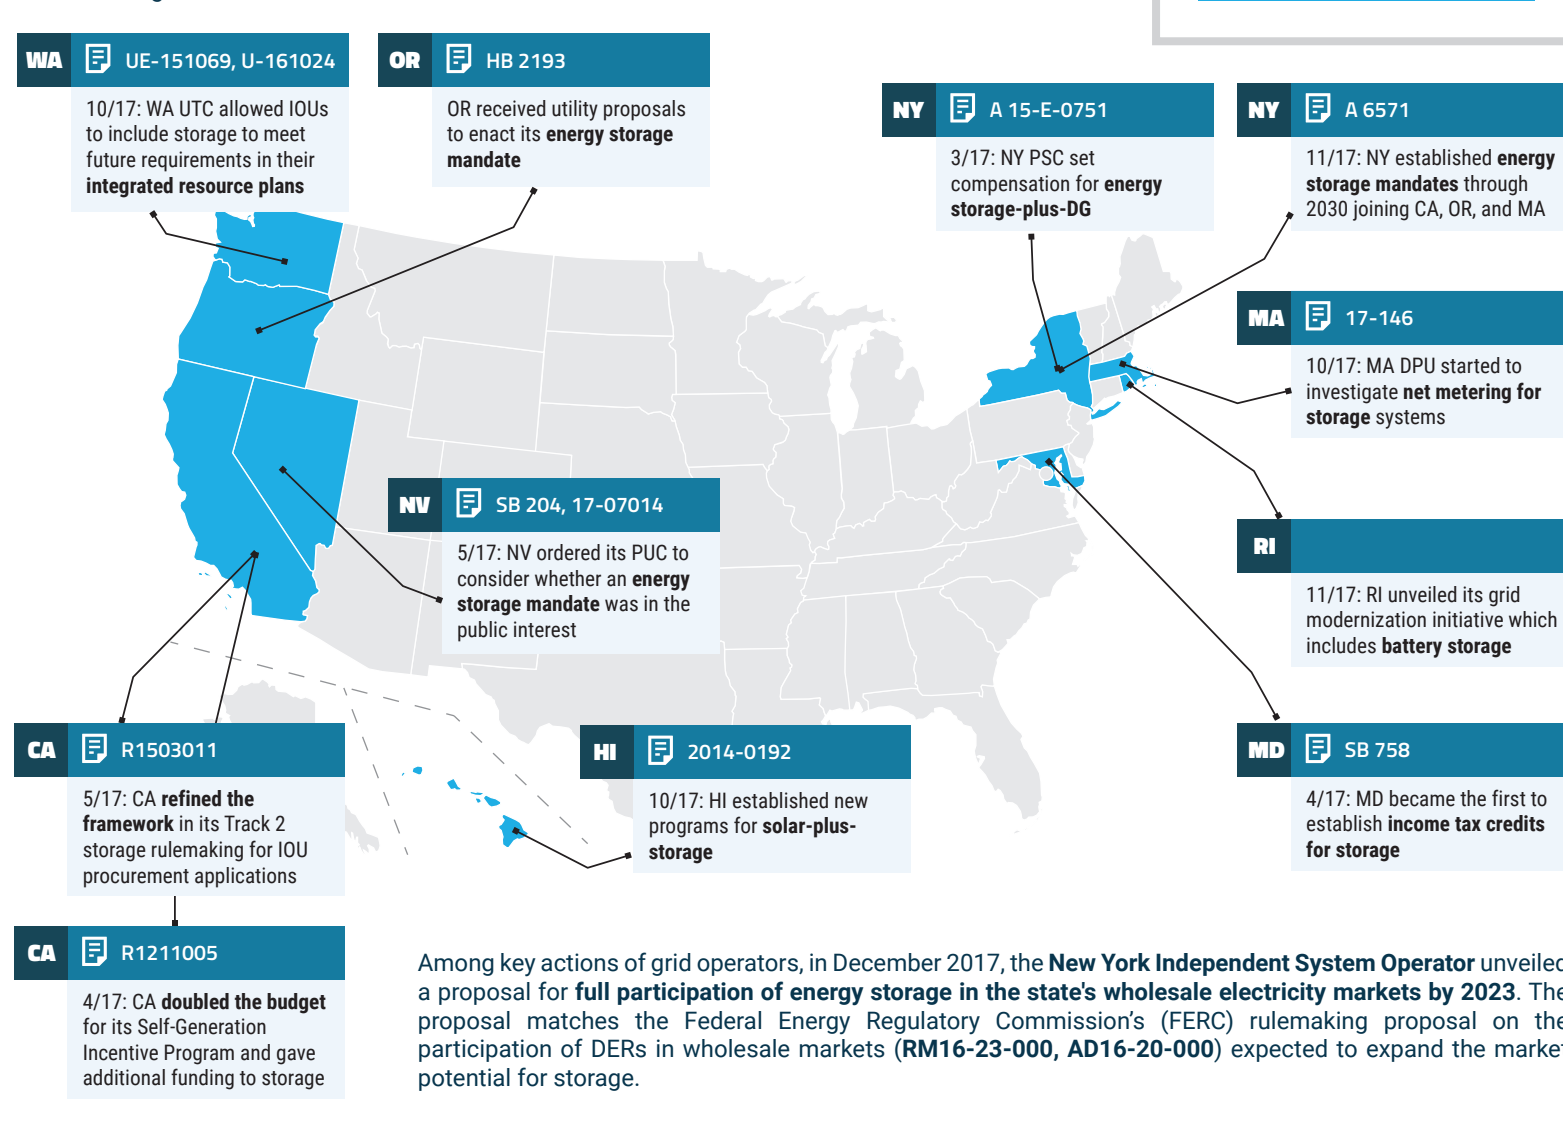 WA UE-151069, U-161024
10/17: WA UTC allowed IOUs
to include storage to meet
future requirements in their
integrated resource plans
OR HB 2193
OR received utility proposals
to enact its energy storage
mandate
NY A 15-E-0751
3/17: NY PSC set
compensation for energy
storage-plus-DG
NY A 6571
11/17: NY established energy
storage mandates through
2030 joining CA, OR, and MA
MA 17-146
10/17: MA DPU started to
investigate net metering for
storage systems
NV SB 204, 17-07014
5/17: NV ordered its PUC to
consider whether an energy
storage mandate was in the
public interest
RI
11/17: RI unveiled its grid
modernization initiative which
includes battery storage
CA R1503011
5/17: CA refined the
framework in its Track 2
storage rulemaking for IOU
procurement applications
HI 2014-0192
10/17: HI established new
programs for solar-plus-
storage
MD SB 758
4/17: MD became the first to
establish income tax credits
for storage
CA R1211005
4/17: CA doubled the budget
for its Self-Generation
Incentive Program and gave
additional funding to storage
Among key actions of grid operators, in December 2017, the New York Independent System Operator unveiled
a proposal for full participation of energy storage in the state's wholesale electricity markets by 2023. The
proposal matches the Federal Energy Regulatory Commission's (FERC) rulemaking proposal on the
participation of DERs in wholesale markets (RM16-23-000, AD16-20-000) expected to expand the market
potential for storage.